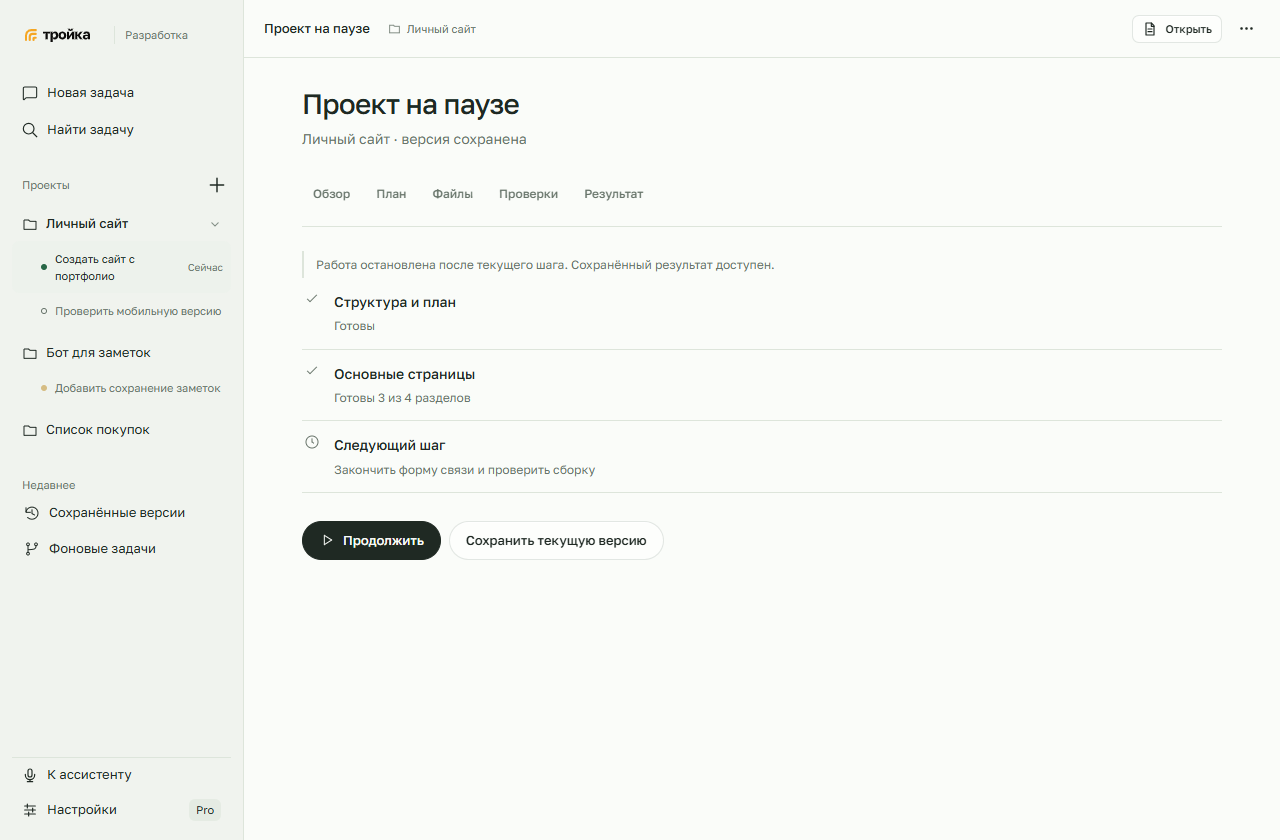 тройка
Разработка
Новая задача
Найти задачу
Проекты
Личный сайт
Создать сайт с
портфолио
Сейчас
Проверить мобильную версию
Бот для заметок
Добавить сохранение заметок
Список покупок
Недавнее
Сохранённые версии
Фоновые задачи
К ассистенту
Настройки
Pro
Проект на паузе
Личный сайт
Открыть
Проект на паузе
Личный сайт · версия сохранена
Обзор План Файлы Проверки Результат
Работа остановлена после текущего шага. Сохранённый результат доступен.
Структура и план
Готовы
Основные страницы
Готовы 3 из 4 разделов
Следующий шаг
Закончить форму связи и проверить сборку
Продолжить
Сохранить текущую версию